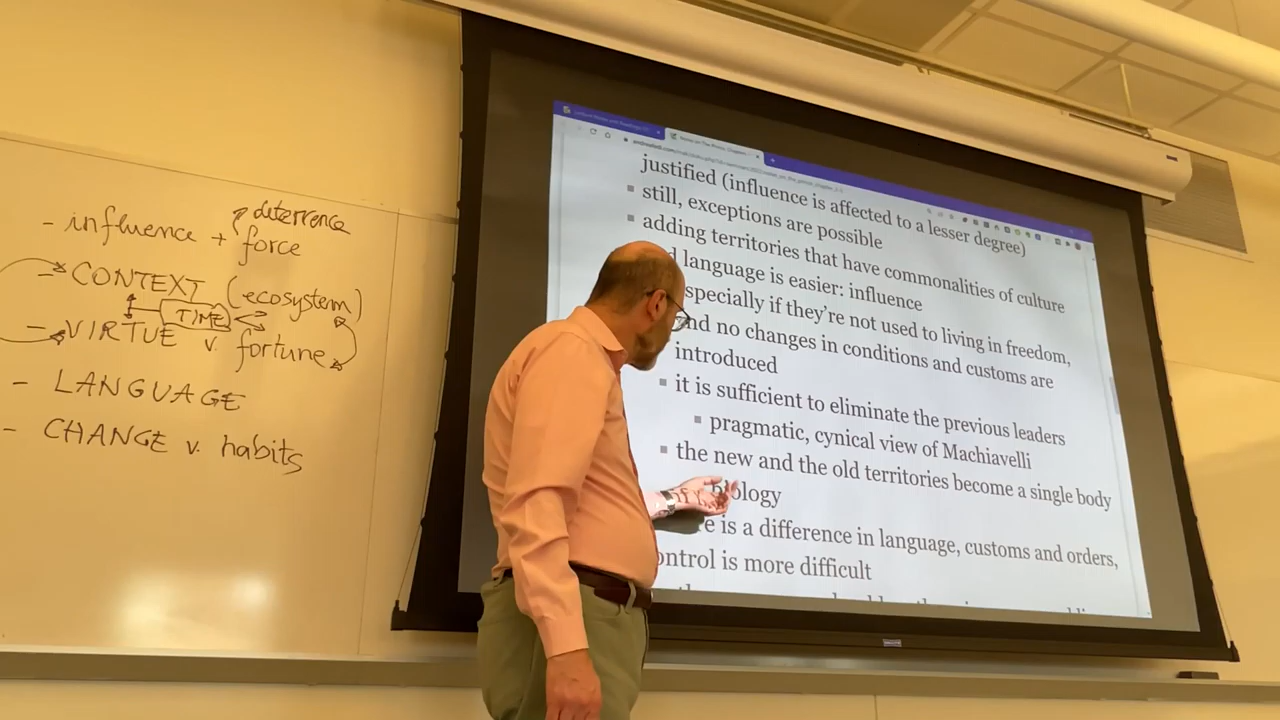 - influence + force
deterrence
- CONTEXT (ecosystem)
TIME
- VIRTUE v. fortune
- LANGUAGE
- CHANGE v. habits
justified (influence is affected to a lesser degree)
still, exceptions are possible
adding territories that have commonalities of culture
language is easier: influence
specially if they're not used to living in freedom,
and no changes in conditions and customs are
introduced
it is sufficient to eliminate the previous leaders
pragmatic, cynical view of Machiavelli
the new and the old territories become a single body
biology
is a difference in language, customs and orders,
control is more difficult